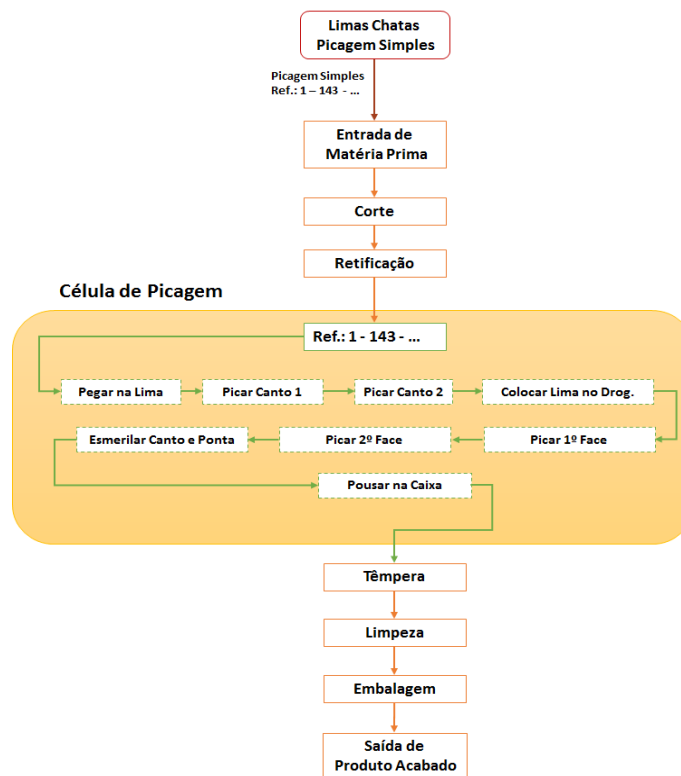 Limas Chatas
Picagem Simples
Picagem Simples
Ref.: 1 – 143 - ...
Entrada de
Matéria Prima
Corte
Retificação
Célula de Picagem
Ref.: 1 - 143 - ...
Pegar na Lima
Picar Canto 1
Picar Canto 2
Colocar Lima no Drog.
Esmerilar Canto e Ponta
Picar 2º Face
Picar 1º Face
Pousar na Caixa
Têmpera
Limpeza
Embalagem
Saída de
Produto Acabado